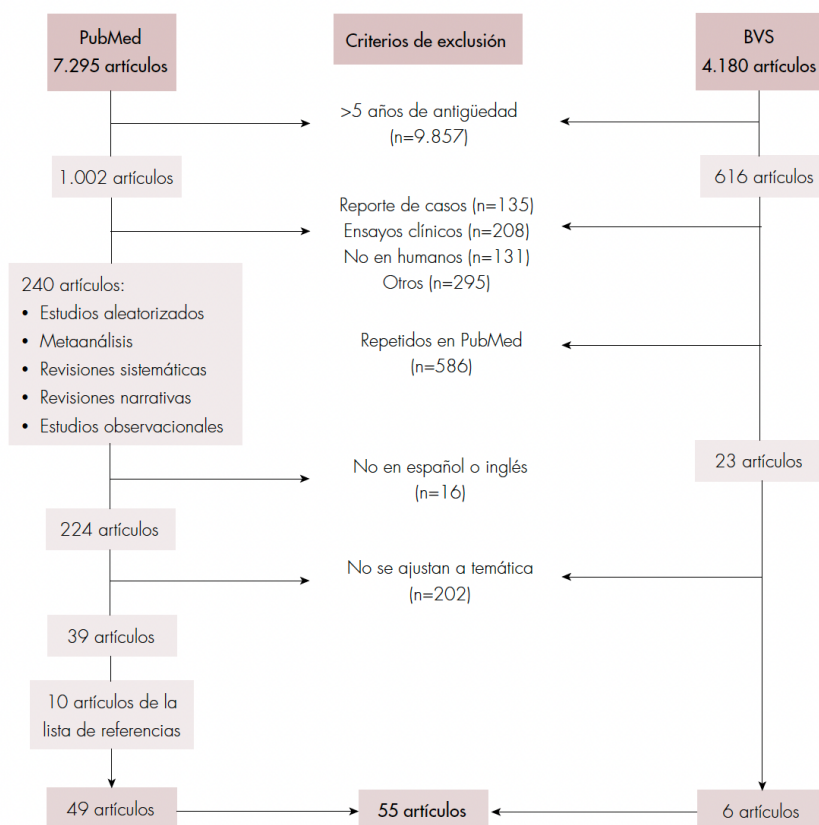 PubMed
7.295 artículos
Criterios de exclusión
BVS
4.180 artículos
>5 años de antigüedad
(n=9.857)
1.002 artículos
616 artículos
Reporte de casos (n=135)
Ensayos clínicos (n=208)
No en humanos (n=131)
Otros (n=295)
240 artículos:
• Estudios aleatorizados
• Metaanálisis
• Revisiones sistemáticas
• Revisiones narrativas
• Estudios observacionales
Repetidos en PubMed
(n=586)
23 artículos
No en español o inglés
(n=16)
224 artículos
No se ajustan a temática
(n=202)
39 artículos
10 artículos de la
lista de referencias
49 artículos
55 artículos
6 artículos